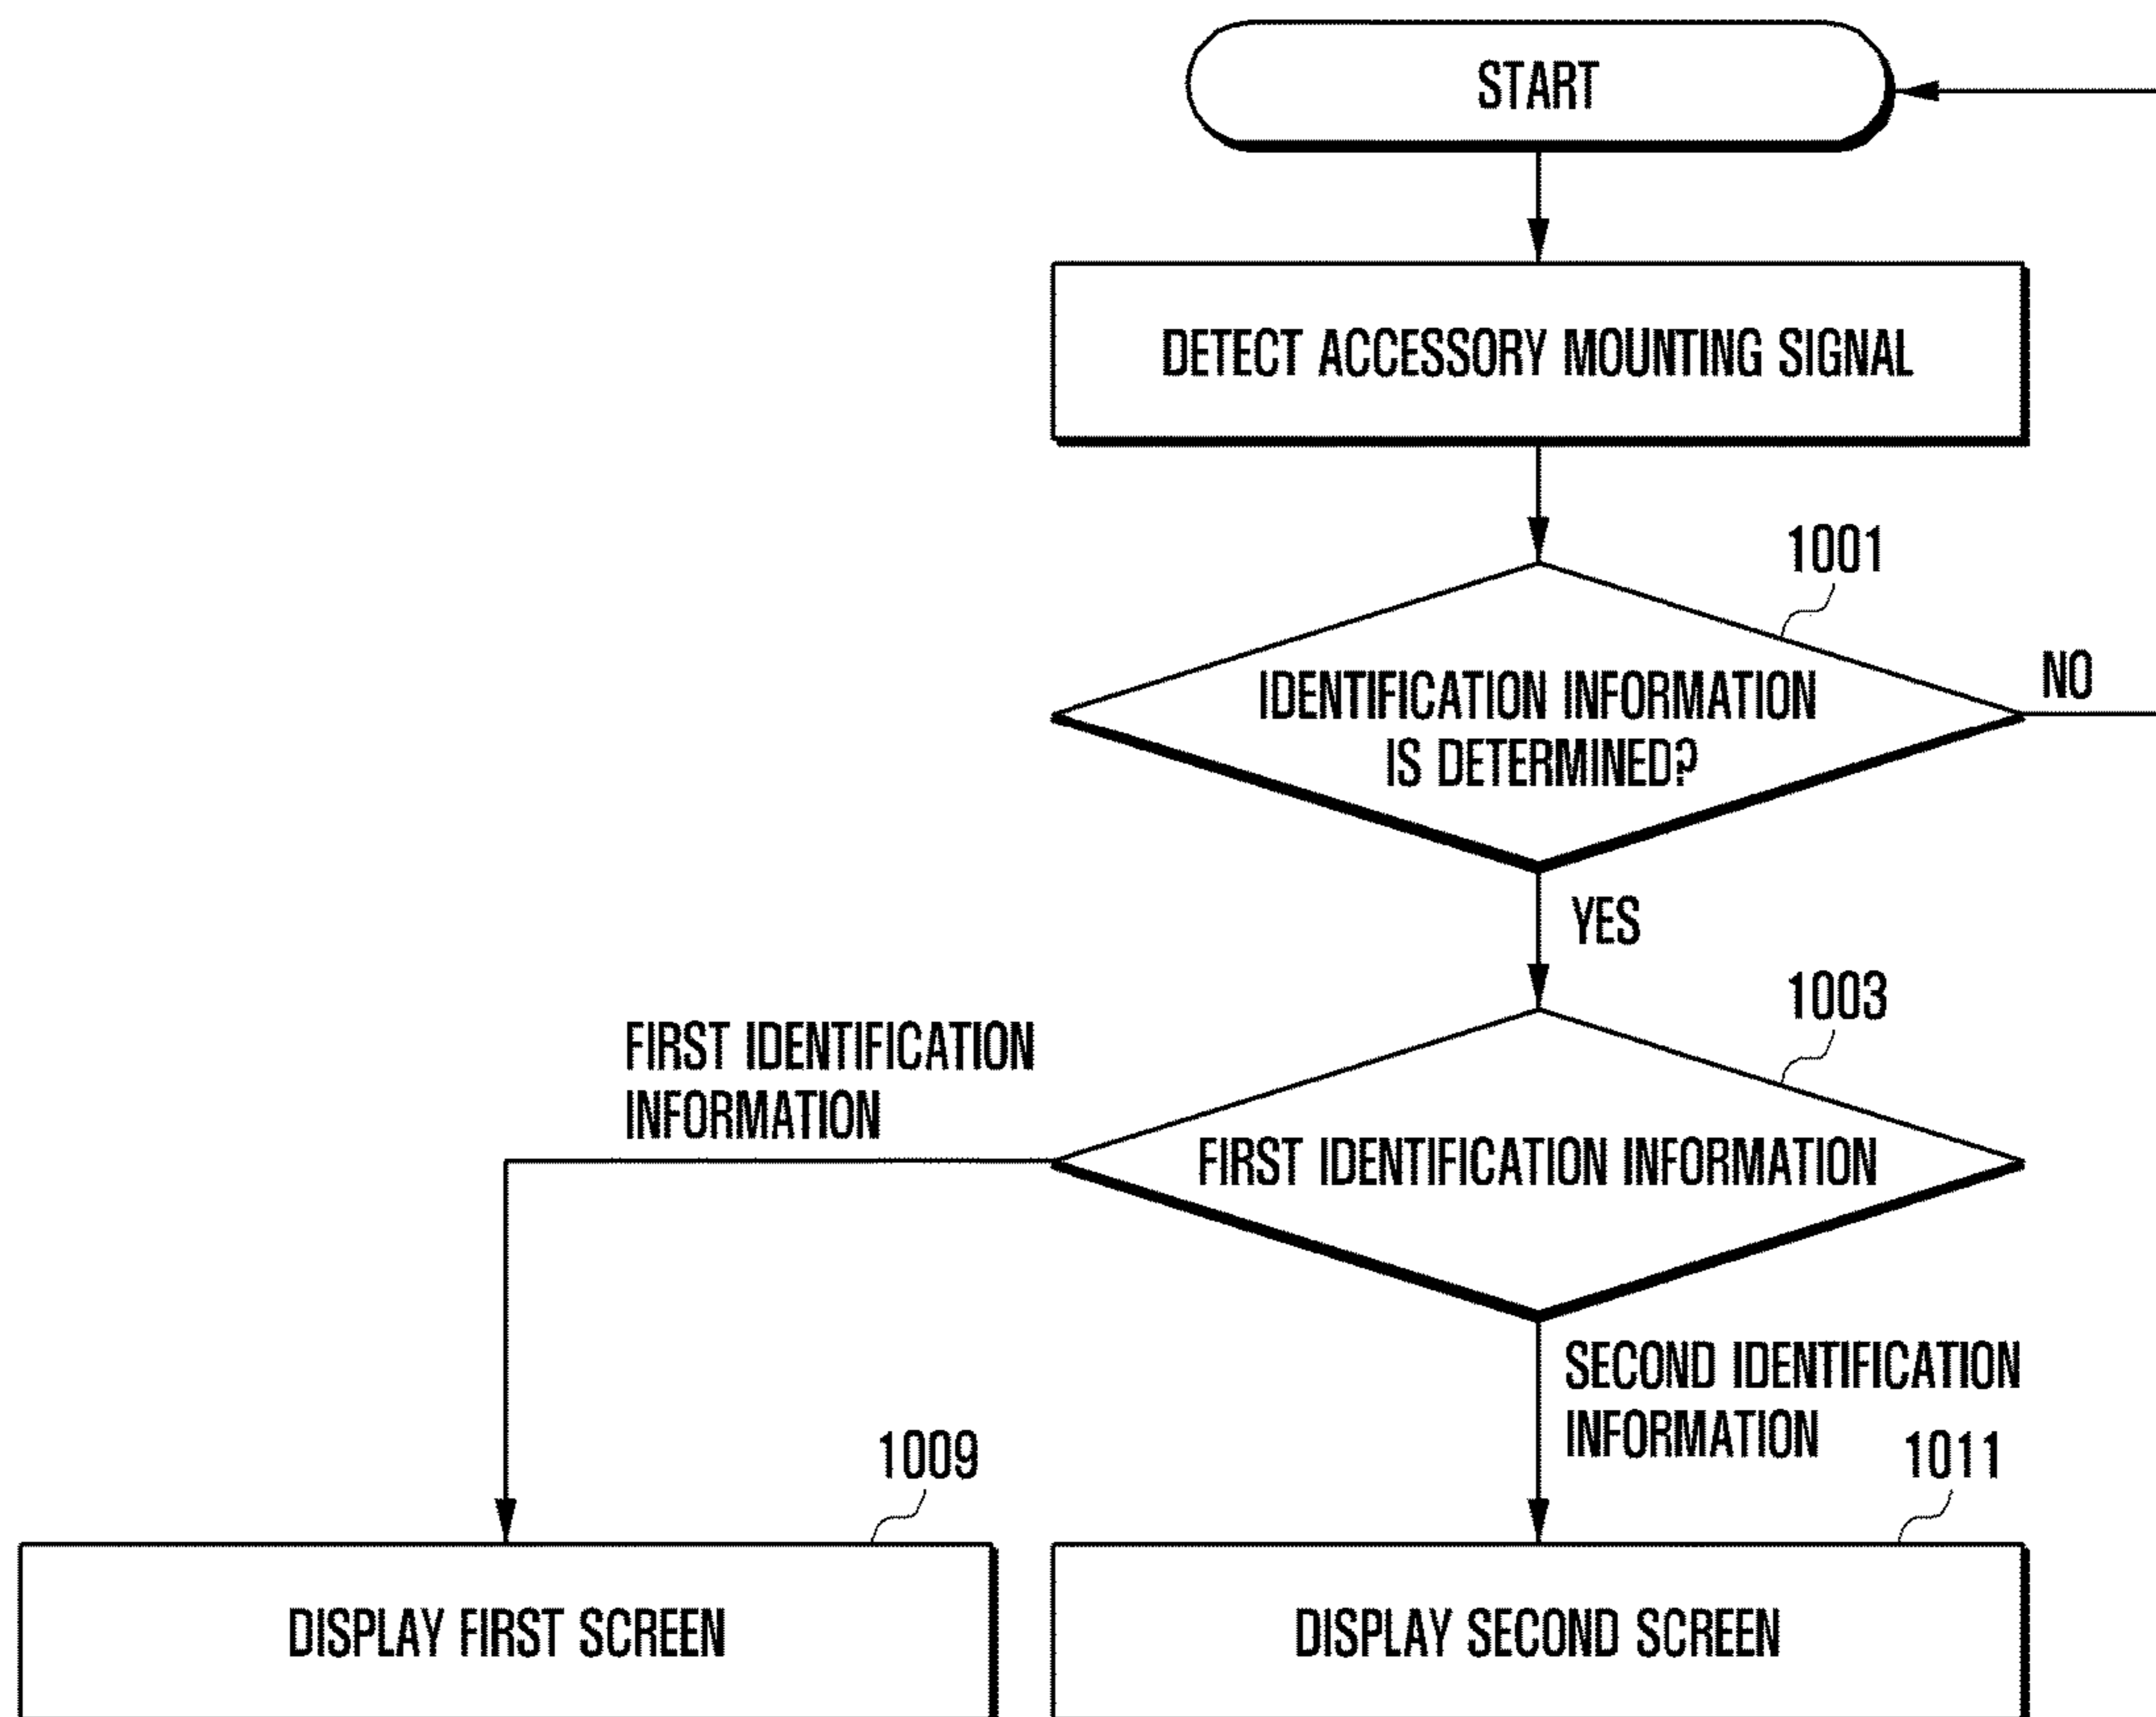 START
DETECT ACCESSORY MOUNTING SIGNAL
1001
IDENTIFICATION INFORMATION
IS DETERMINED?
NO
YES
1003
FIRST IDENTIFICATION
INFORMATION
FIRST IDENTIFICATION INFORMATION
SECOND IDENTIFICATION
INFORMATION
1009
1011
DISPLAY FIRST SCREEN
DISPLAY SECOND SCREEN